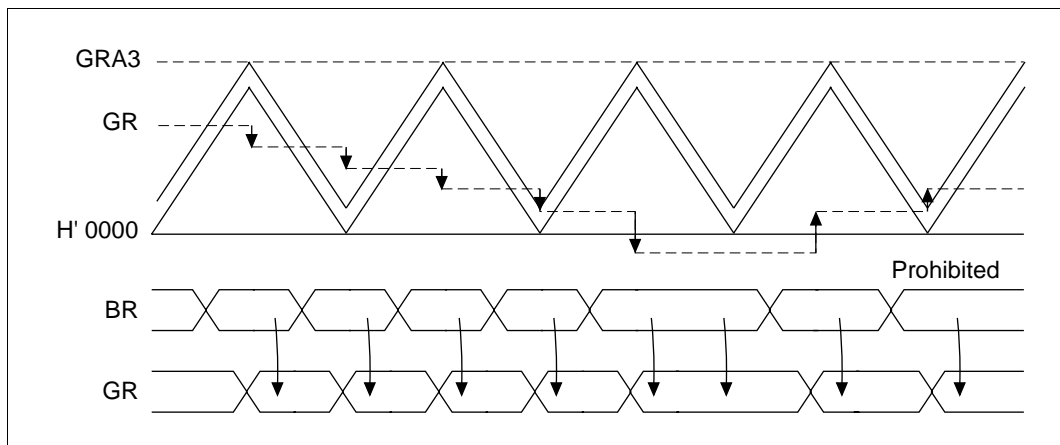 GRA3
GR
H' 0000
Prohibited
BR
GR